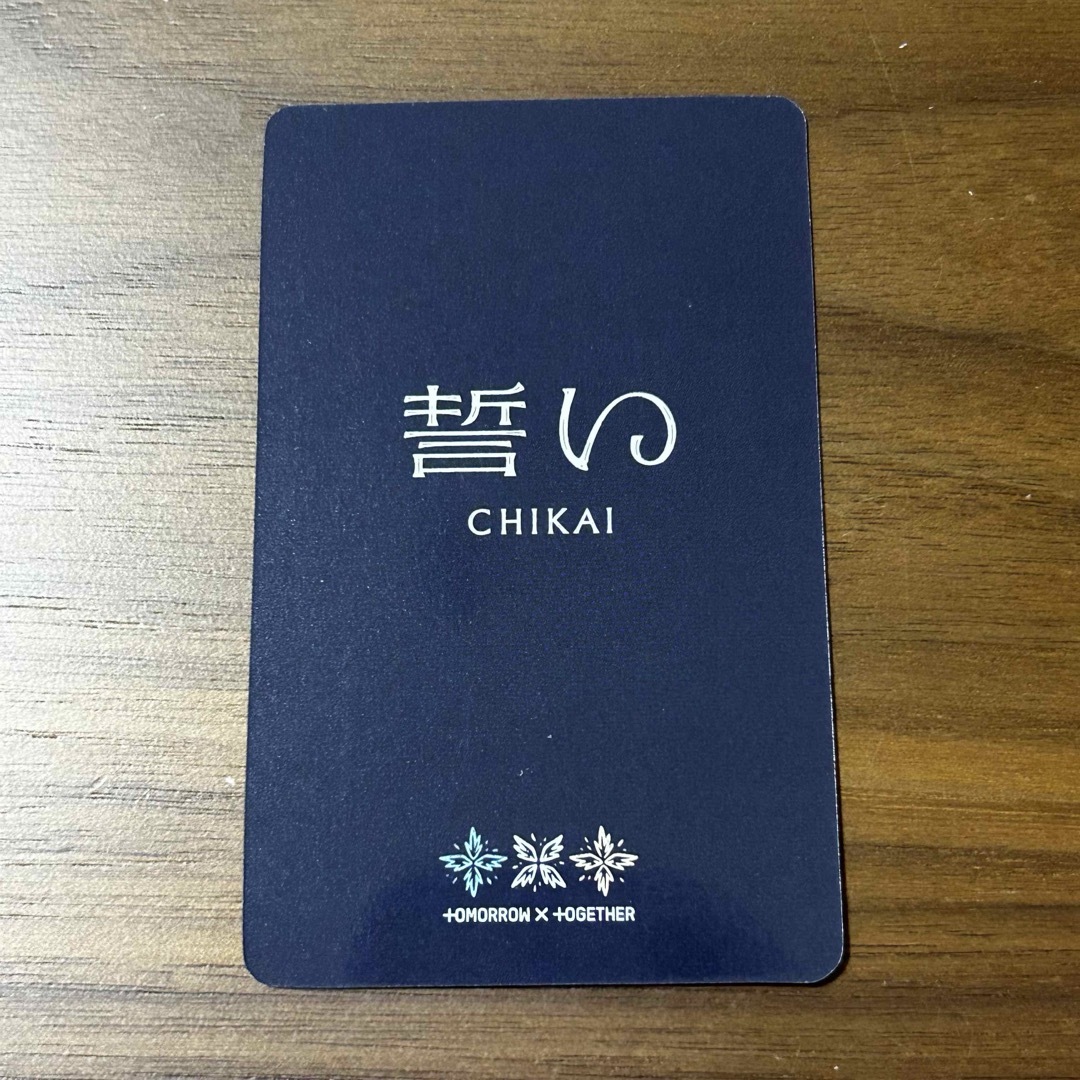 誓い
CHIKAI
TOMORROW X TOGETHER